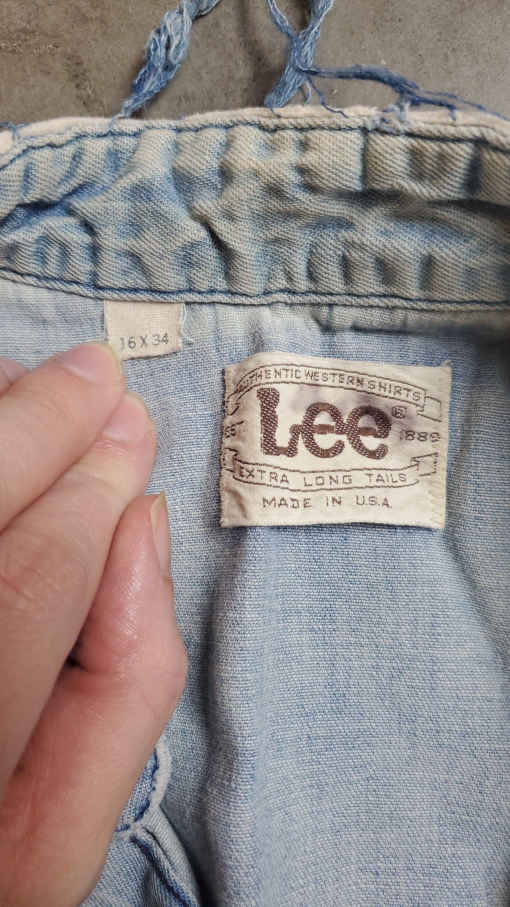 16 X 34
AUTHENTIC WESTERN SHIRTS
Lee ®
1889
EXTRA LONG TAILS
MADE IN U.S.A.